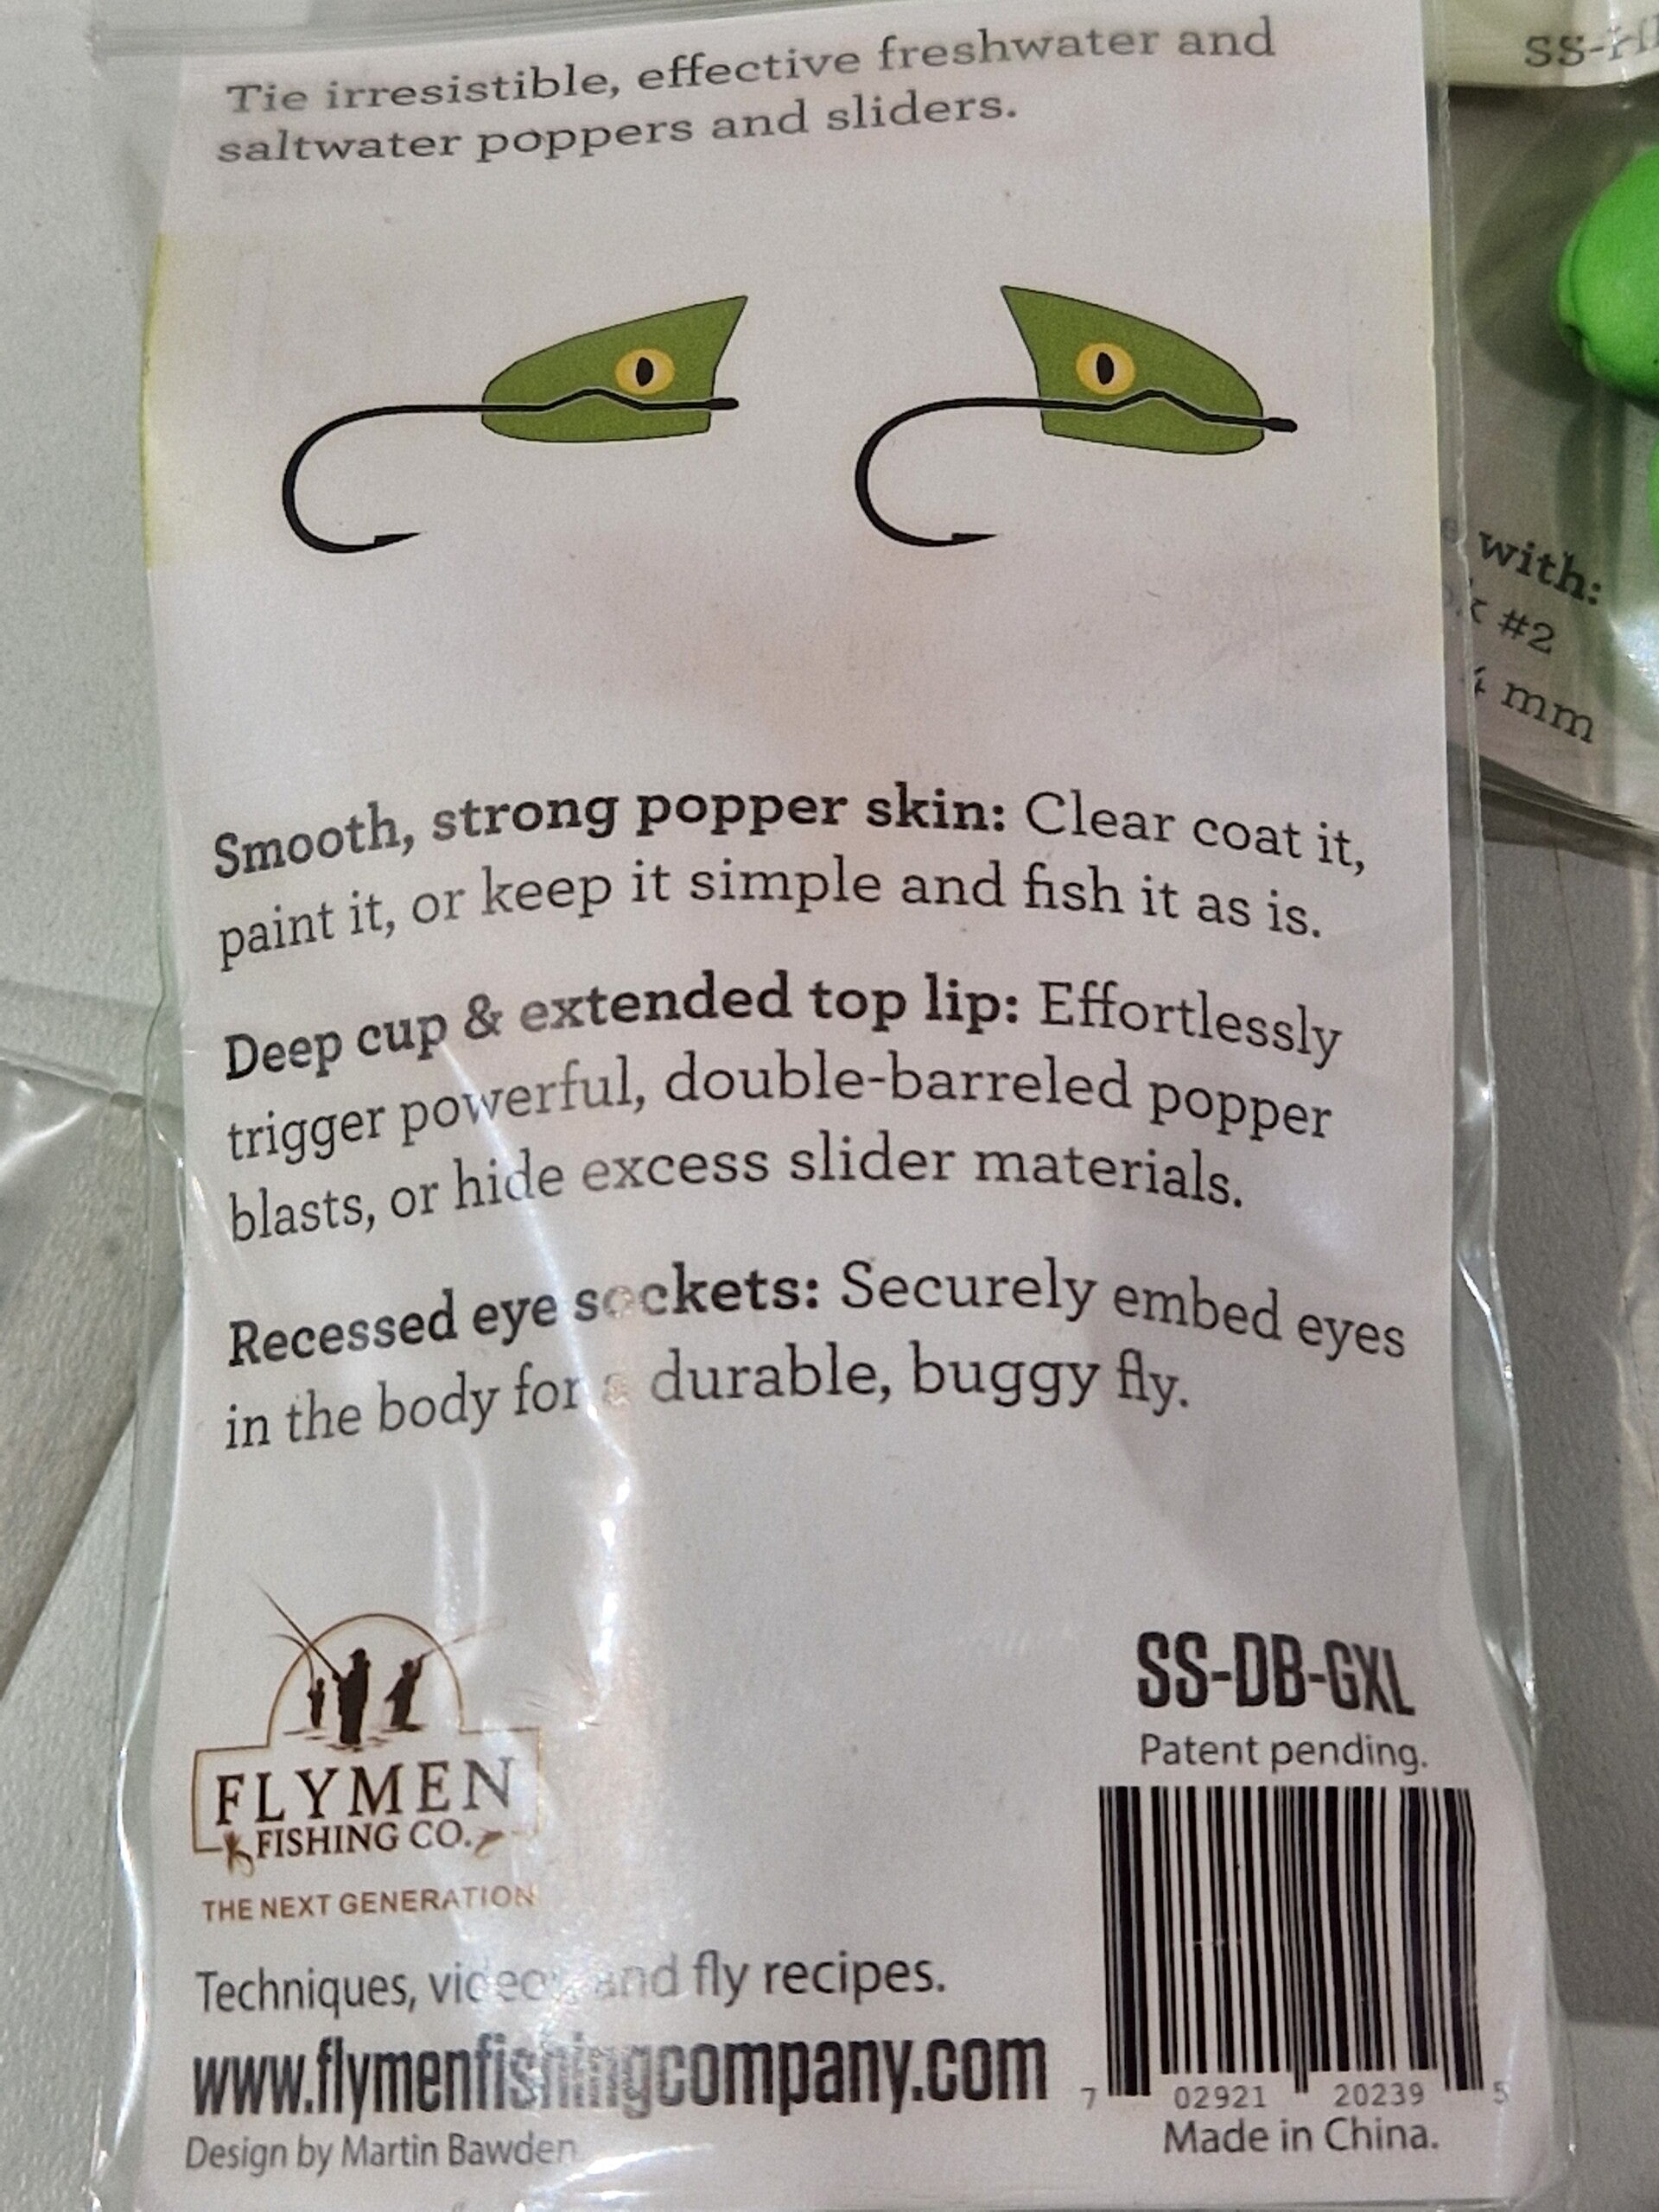 Tie irresistible, effective freshwater and
saltwater poppers and sliders.
Smooth, strong popper skin: Clear coat it,
paint it, or keep it simple and fish it as is.
Deep cup & extended top lip: Effortlessly
trigger powerful, double-barreled popper
blasts, or hide excess slider materials.
Recessed eye sockets: Securely embed eyes
in the body for a durable, buggy fly.
FLYMEN
FISHING CO.
THE NEXT GENERATION
Techniques, videos, and fly recipes.
www.flymenfishingcompany.com
Design by Martin Bawden
SS-DB-GXL
Patent pending.
7 02921 20239 5
Made in China.
with:
#2
mm